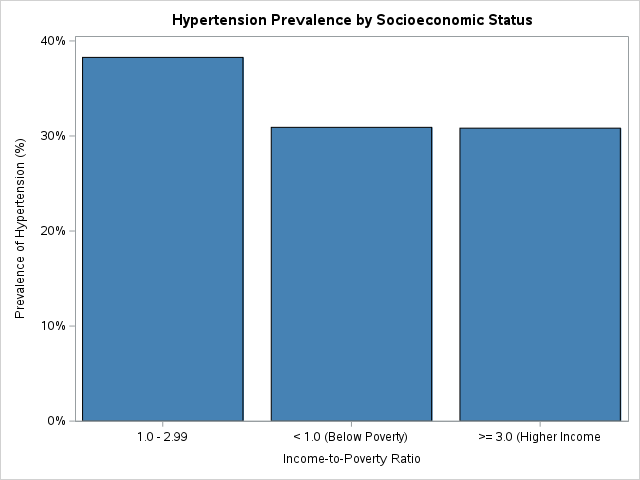 Hypertension Prevalence by Socioeconomic Status
40%
30%
20%
10%
0%
Prevalence of Hypertension (%)
1.0 - 2.99
< 1.0 (Below Poverty)
>= 3.0 (Higher Income
Income-to-Poverty Ratio